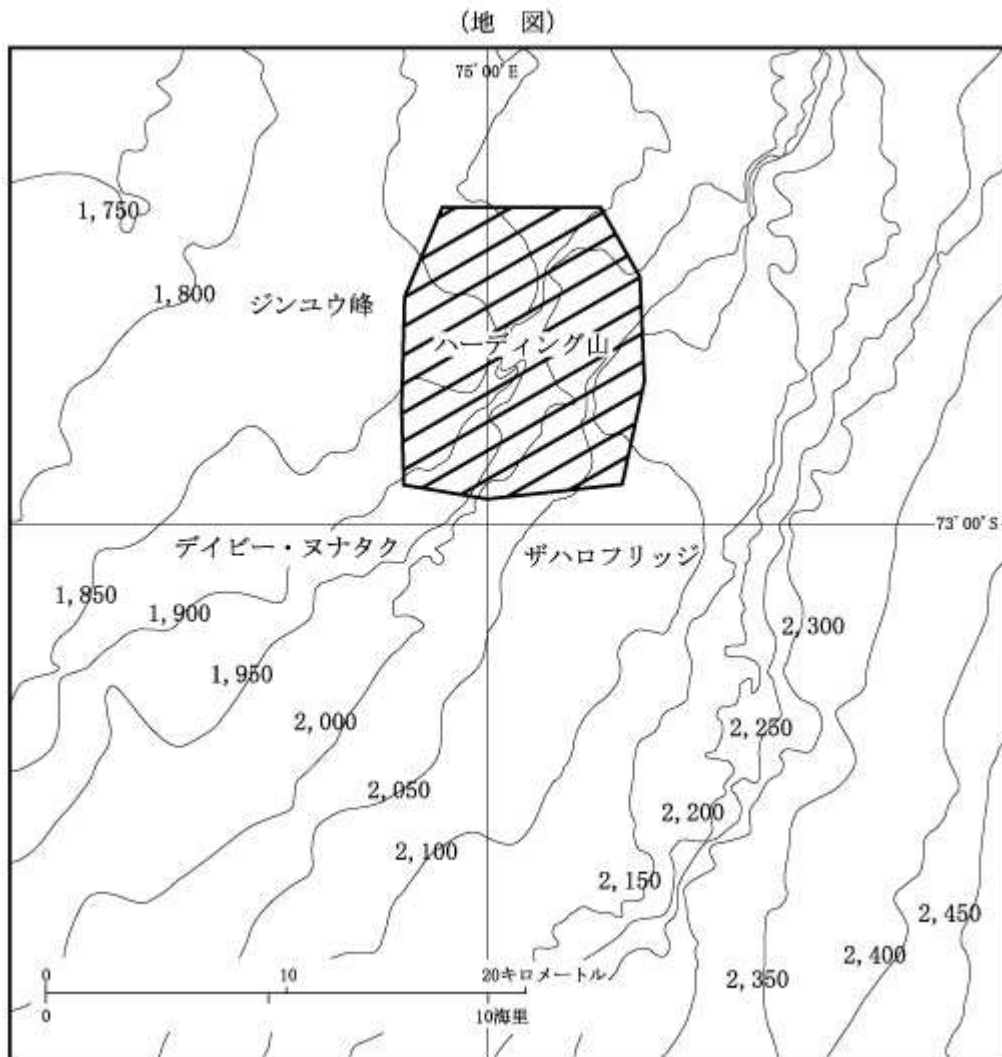 (地 図)
75°00'E
1,750
1,800
ジンユウ峰
ハーディング山
73°00'S
デイビー・ヌナタク
ザハロフリッジ
1,850
1,900
2,300
1,950
2,000
2,250
2,050
2,200
2,100
2,150
2,450
2,400
2,350
0 10 20キロメートル
0 10海里